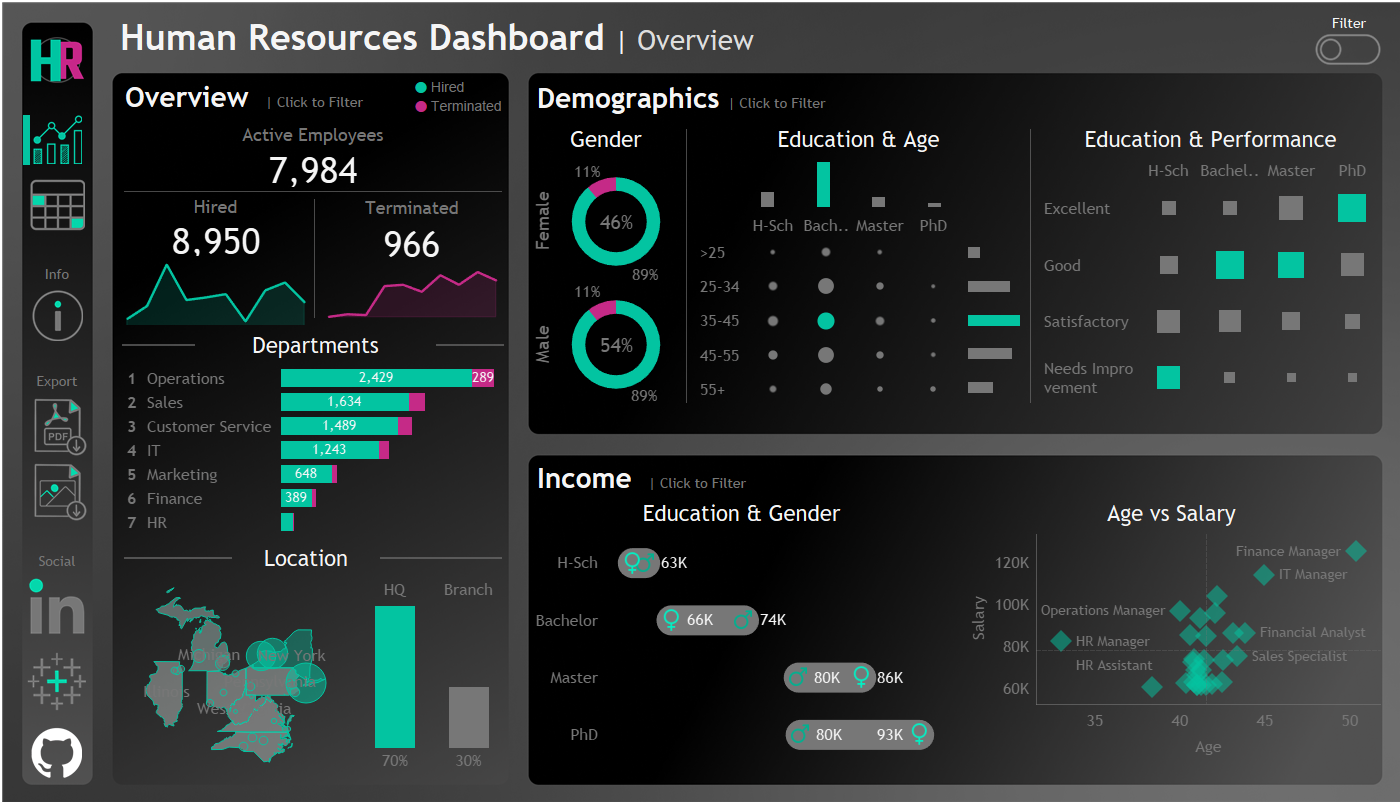 HR
Human Resources Dashboard | Overview
Filter
Overview | Click to Filter
Hired
Terminated
Active Employees
7,984
Hired
8,950
Terminated
966
Departments
1 Operations 2,429 289
2 Sales 1,634
3 Customer Service 1,489
4 IT 1,243
5 Marketing 648
6 Finance 389
7 HR
Location
Michigan
New York
Illinois
HQ
Branch
70%
30%
Info
Export
PDF
Social
in
Demographics | Click to Filter
Gender
Female
11%
46%
89%
Male
11%
54%
89%
Education & Age
H-Sch Bach.. Master PhD
>25
25-34
35-45
45-55
55+
Education & Performance
H-Sch Bachel.. Master PhD
Excellent
Good
Satisfactory
Needs Impro
vement
Income | Click to Filter
Education & Gender
H-Sch 63K
Bachelor 66K 74K
Master 80K 86K
PhD 80K 93K
Age vs Salary
Salary
120K
100K
80K
60K
Finance Manager
IT Manager
Operations Manager
HR Manager
Financial Analyst
HR Assistant
Sales Specialist
35 40 45 50
Age